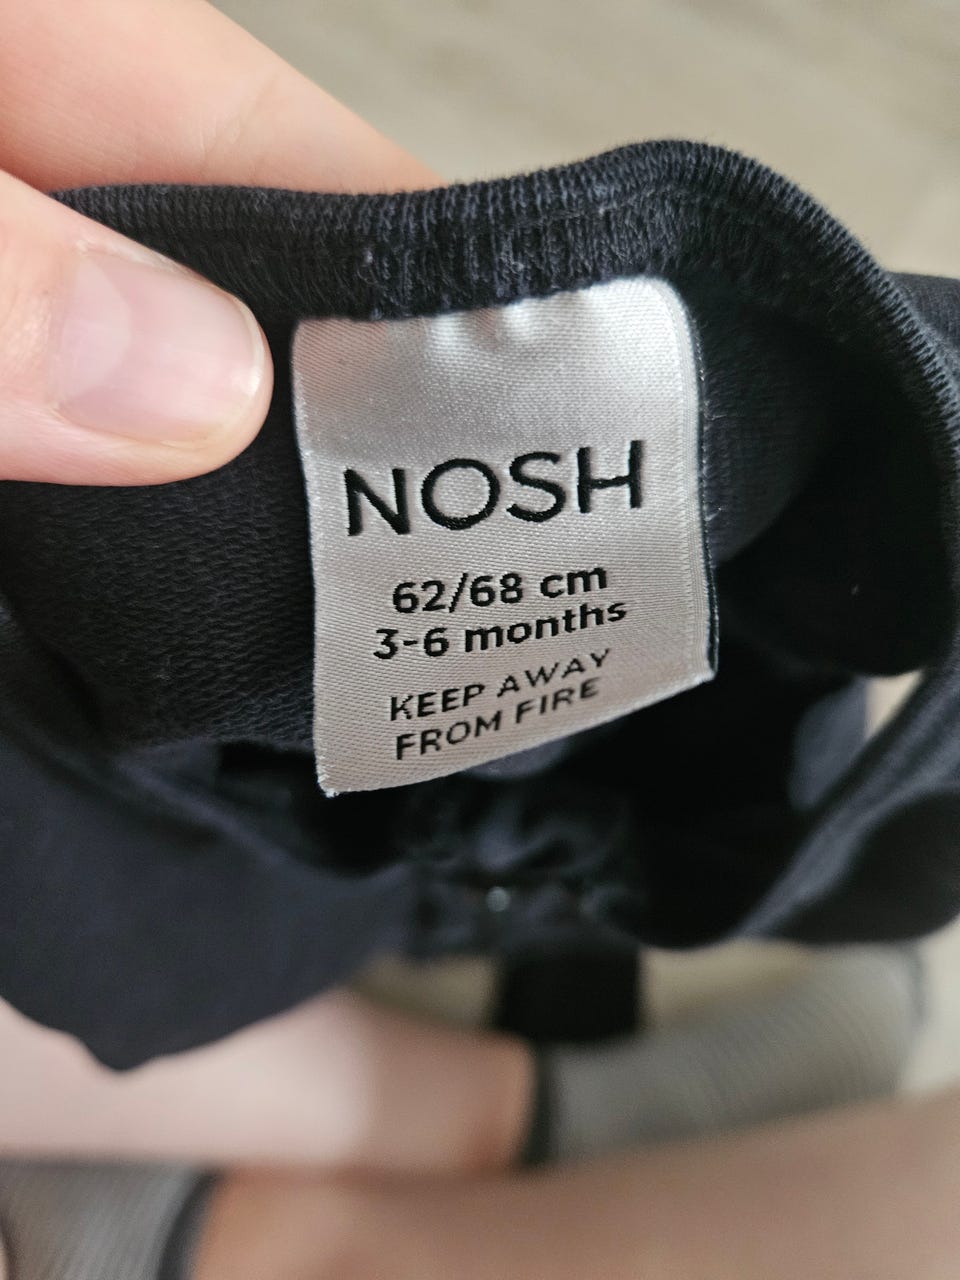 NOSH
62/68 cm
3-6 months
KEEP AWAY
FROM FIRE